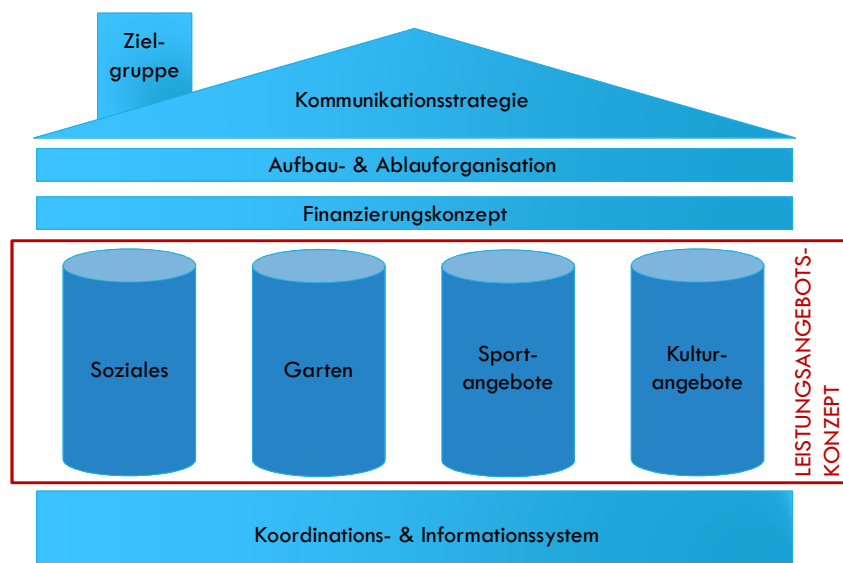 Ziel-
gruppe
Kommunikationsstrategie
Aufbau- & Ablauforganisation
Finanzierungskonzept
Soziales
Garten
Sport-
angebote
Kultur-
angebote
LEISTUNGSANGEBOTS-
KONZEPT
Koordinations- & Informationssystem